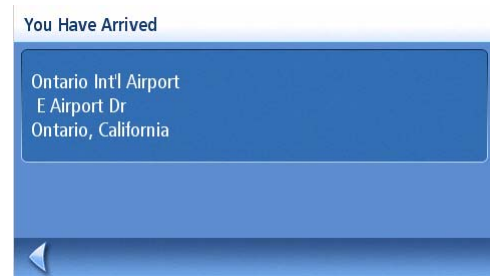 You Have Arrived
Ontario Int'l Airport
E Airport Dr
Ontario, California